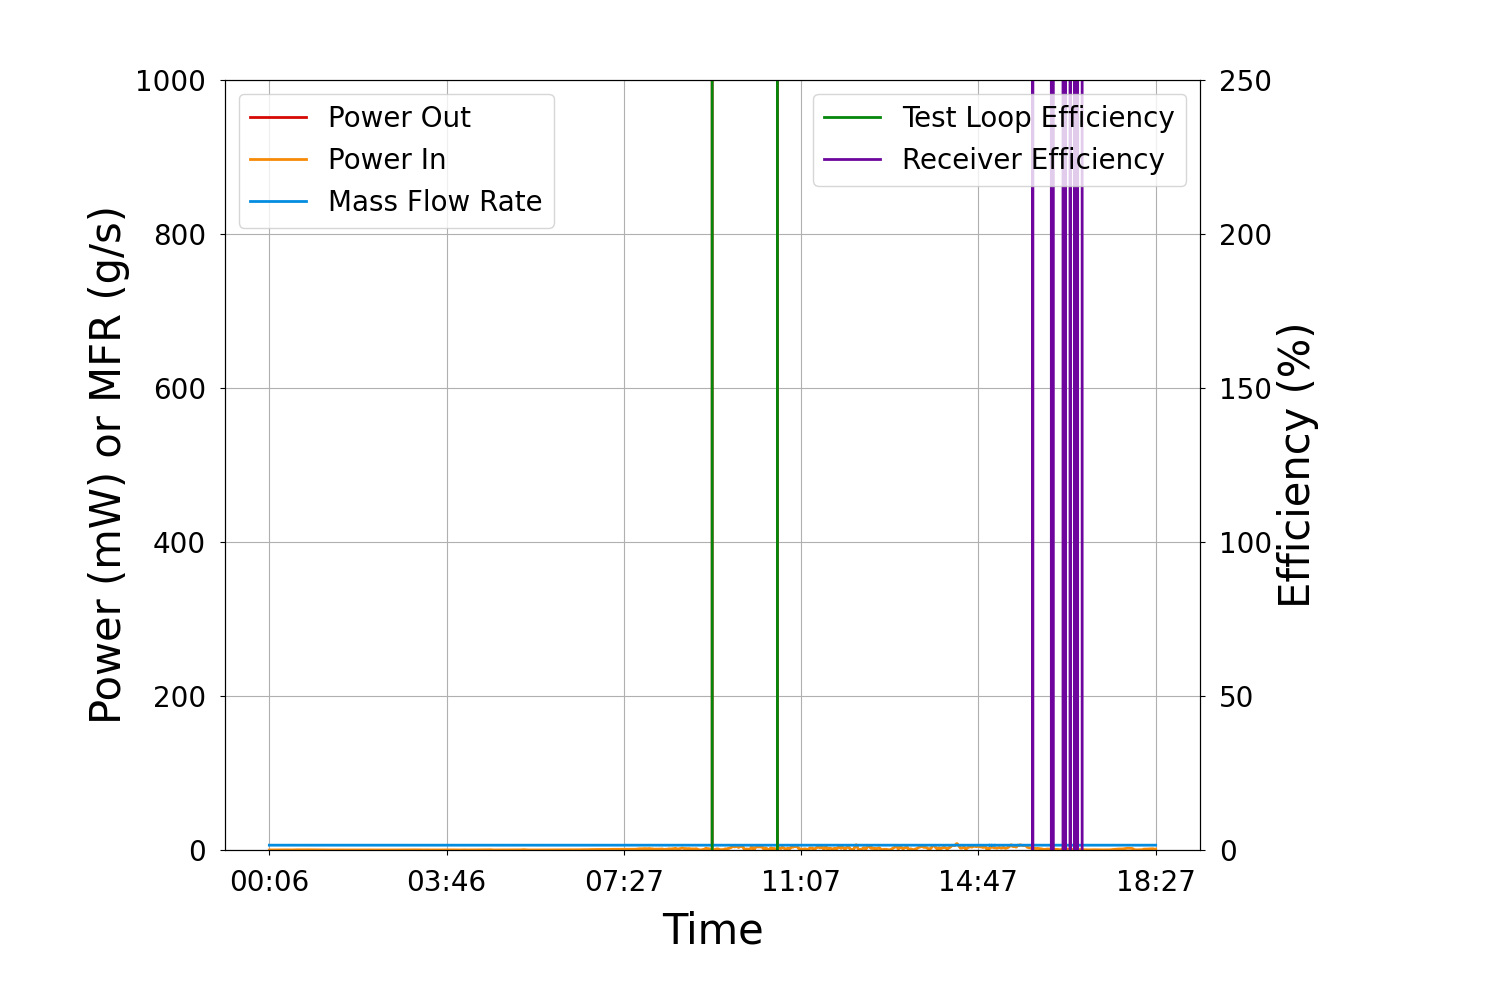 1000
800
600
400
200
0
Power (mW) or MFR (g/s)
Power Out
Power In
Mass Flow Rate
Test Loop Efficiency
Receiver Efficiency
250
200
150
100
50
0
Efficiency (%)
00:06 03:46 07:27 11:07 14:47 18:27
Time